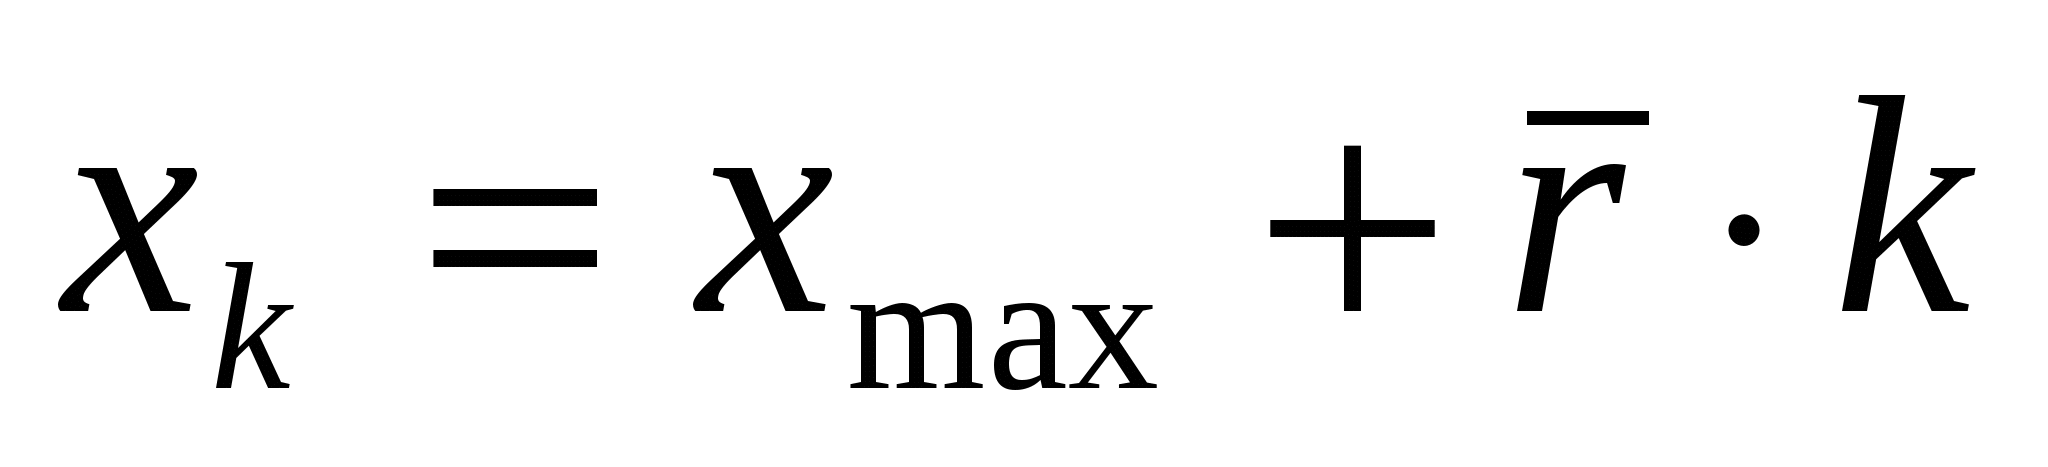 x_k = x_max + r̄ · k